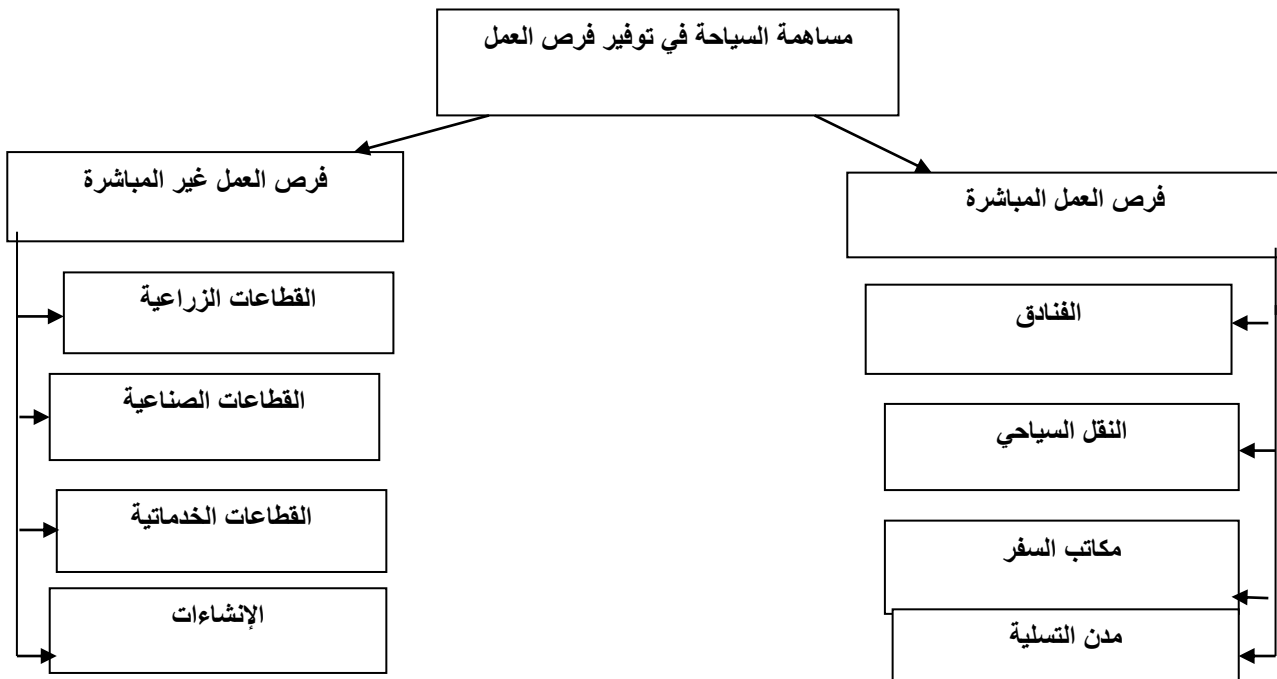 مساهمة السياحة في توفير فرص العمل
فرص العمل المباشرة
الفنادق
النقل السياحي
مكاتب السفر
مدن التسلية
فرص العمل غير المباشرة
القطاعات الزراعية
القطاعات الصناعية
القطاعات الخدماتية
الإنشاءات